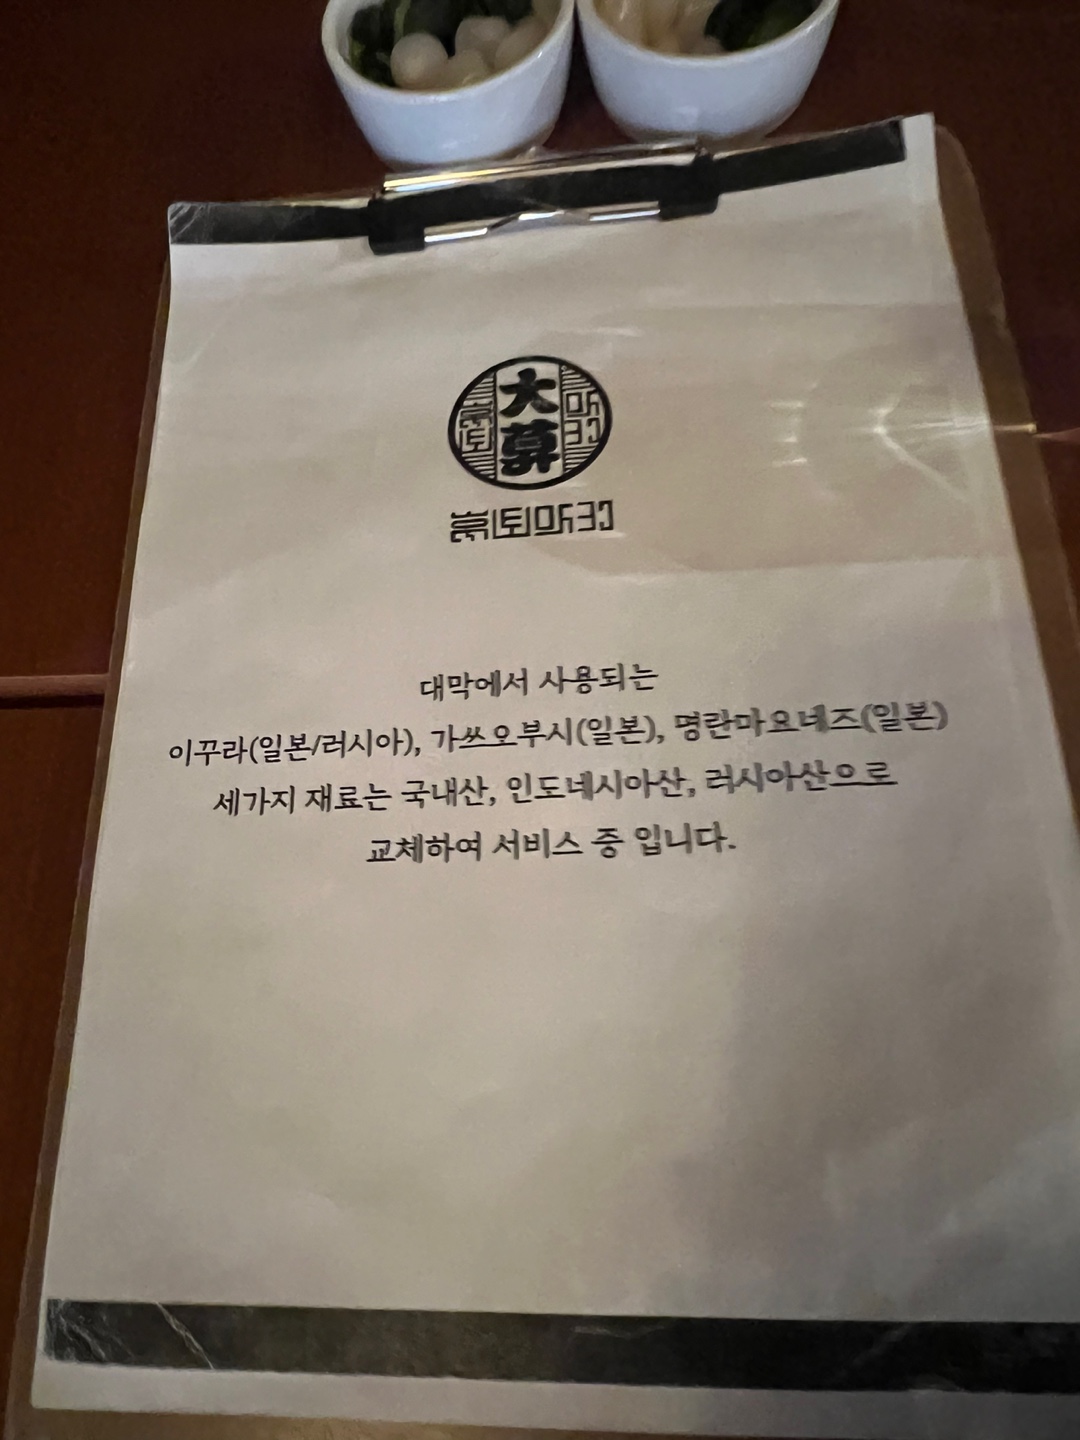 大
대막에서 사용되는
이꾸라(일본/러시아), 가쓰오부시(일본), 명란마요네즈(일본)
세가지 재료는 국내산, 인도네시아산, 러시아산으로
교체하여 서비스 중 입니다.